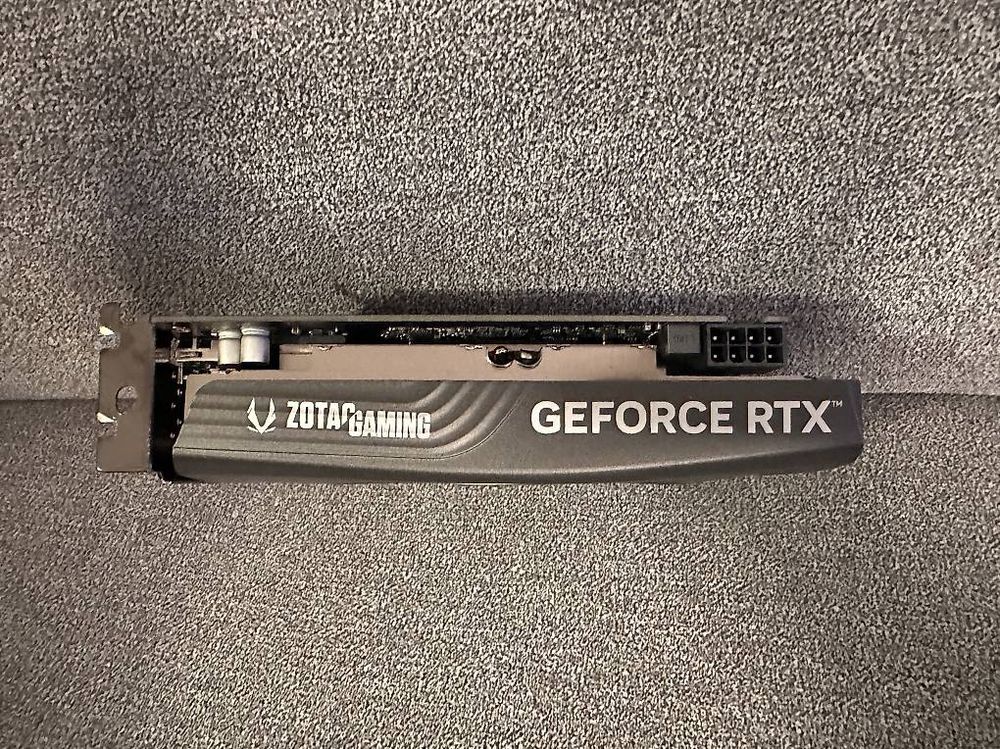 ZOTAC GAMING
GEFORCE RTX™